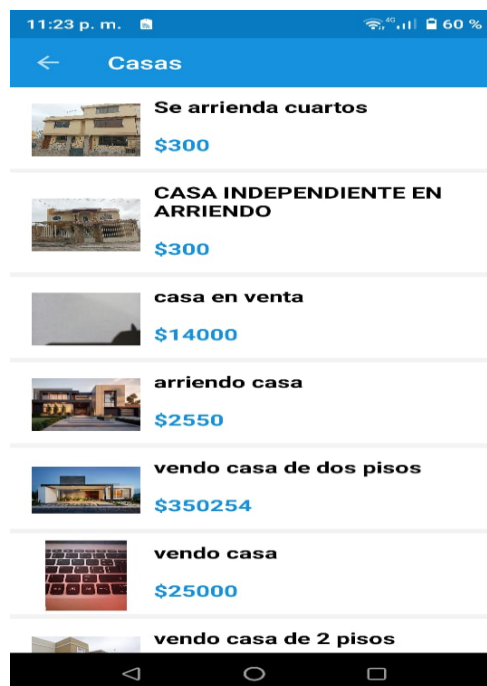 11:23 p. m.
4G 60 %
Casas
Se arrienda cuartos
$300
CASA INDEPENDIENTE EN
ARRIENDO
$300
casa en venta
$14000
arriendo casa
$2550
vendo casa de dos pisos
$350254
vendo casa
$25000
vendo casa de 2 pisos